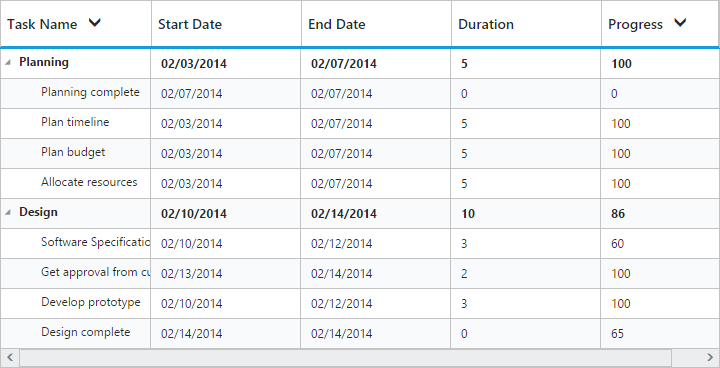 Task Name Start Date End Date Duration Progress
Planning 02/03/2014 02/07/2014 5 100
Planning complete 02/07/2014 02/07/2014 0 0
Plan timeline 02/03/2014 02/07/2014 5 100
Plan budget 02/03/2014 02/07/2014 5 100
Allocate resources 02/03/2014 02/07/2014 5 100
Design 02/10/2014 02/14/2014 10 86
Software Specificatio 02/10/2014 02/12/2014 3 60
Get approval from cu 02/13/2014 02/14/2014 2 100
Develop prototype 02/10/2014 02/12/2014 3 100
Design complete 02/14/2014 02/14/2014 0 65